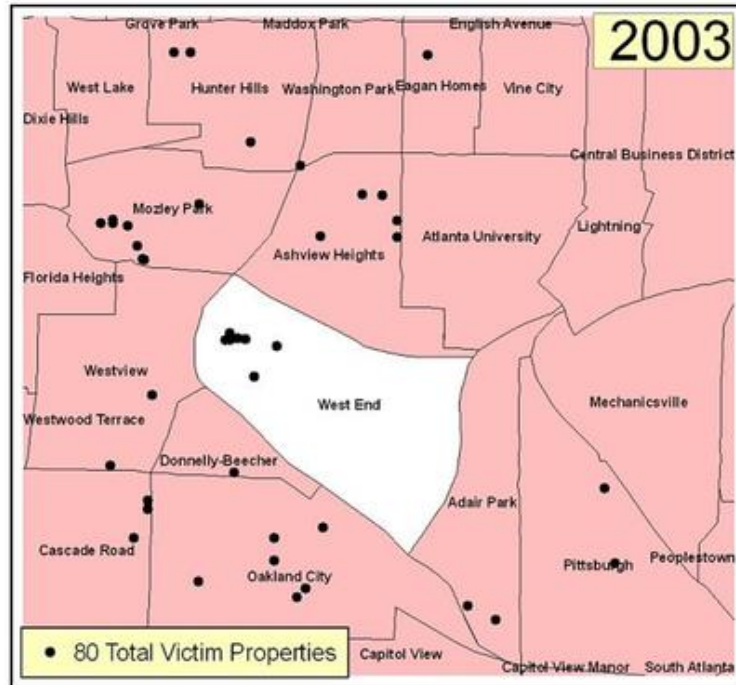 Grove Park
Maddox Park
English Avenue
2003
West Lake
Hunter Hills
Washington Park
Eagan Homes
Vine City
Dixie Hills
Central Business District
Mozley Park
Lightning
Atlanta University
Ashview Heights
Florida Heights
Westview
West End
Mechanicsville
Westwood Terrace
Donnelly-Beecher
Adair Park
Cascade Road
Oakland City
Pittsburgh
Peoplestown
80 Total Victim Properties
Capitol View
Capitol View Manor
South Atlanta